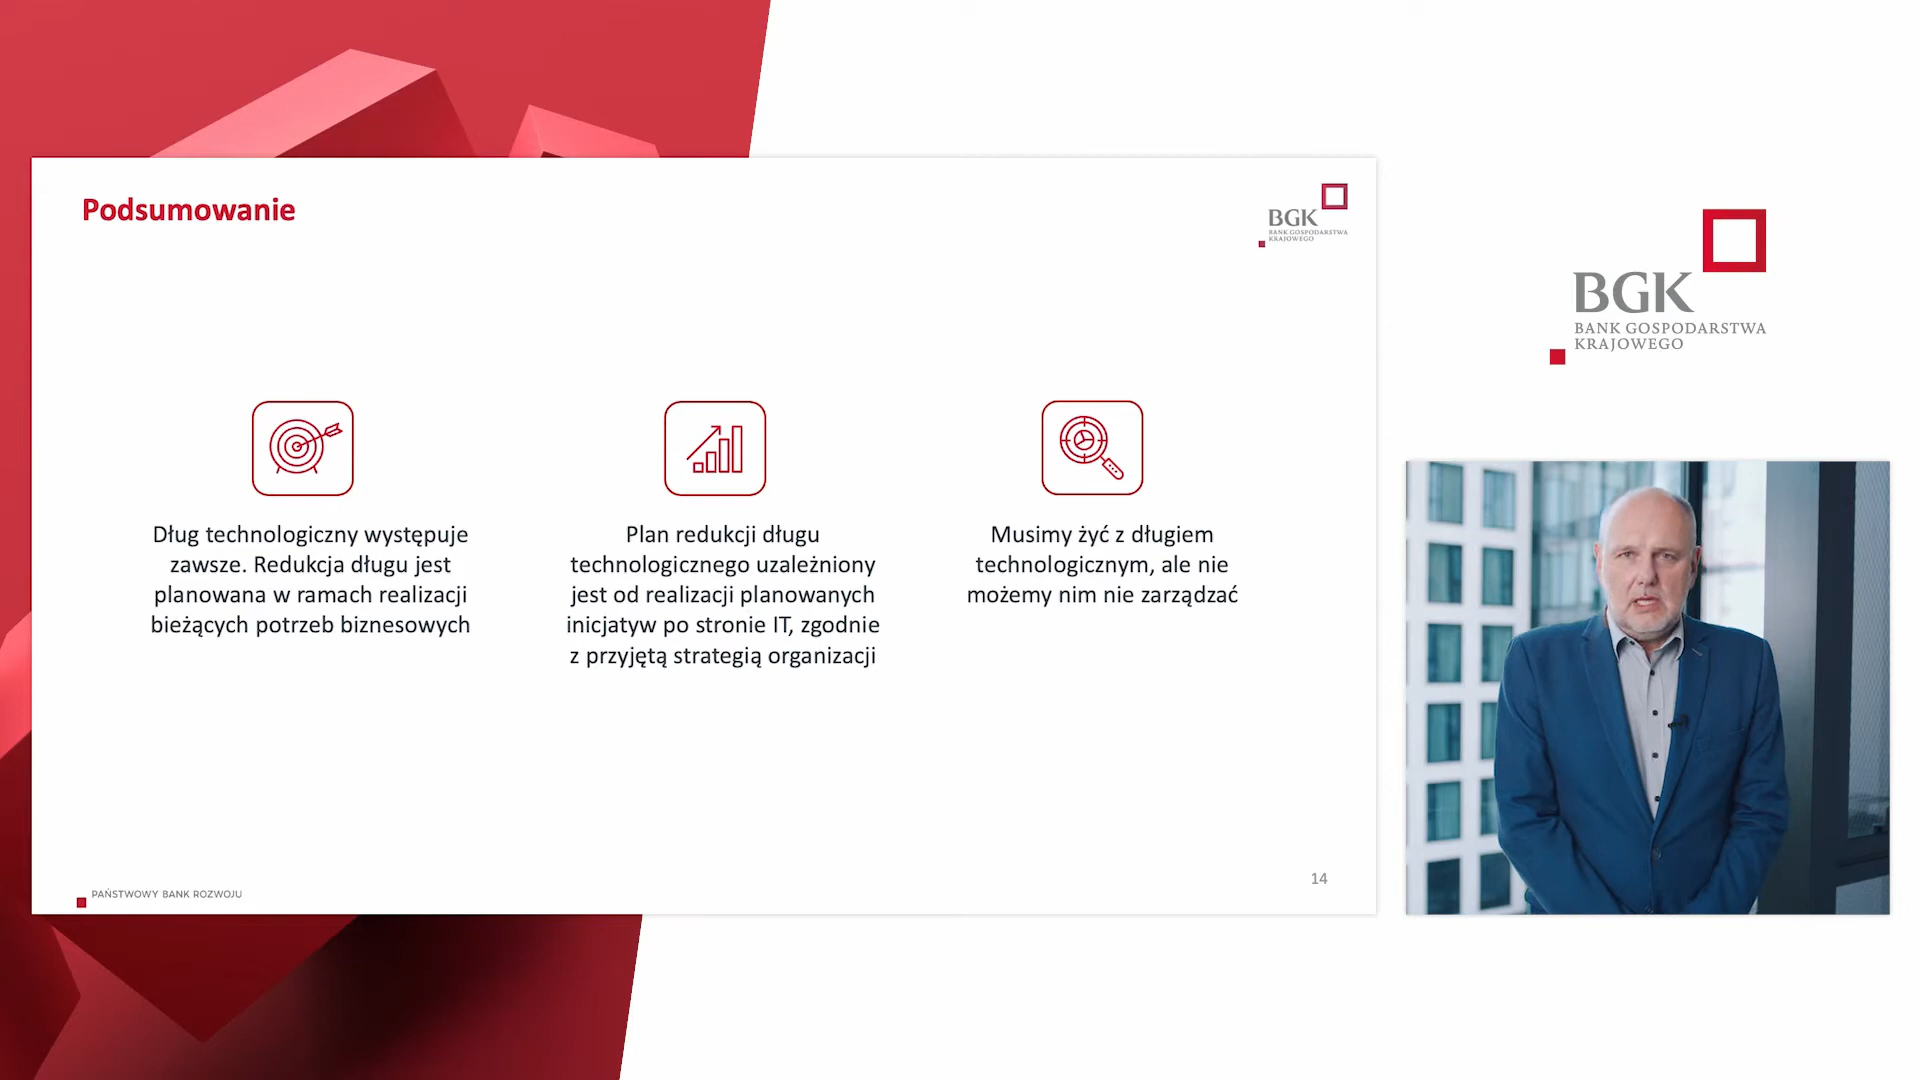 Podsumowanie
BGK
BANK GOSPODARSTWA
KRAJOWEGO
Dług technologiczny występuje
zawsze. Redukcja długu jest
planowana w ramach realizacji
bieżących potrzeb biznesowych
Plan redukcji długu
technologicznego uzależniony
jest od realizacji planowanych
inicjatyw po stronie IT, zgodnie
z przyjętą strategią organizacji
Musimy żyć z długiem
technologicznym, ale nie
możemy nim nie zarządzać
PAŃSTWOWY BANK ROZWOJU
14
BGK
BANK GOSPODARSTWA
KRAJOWEGO